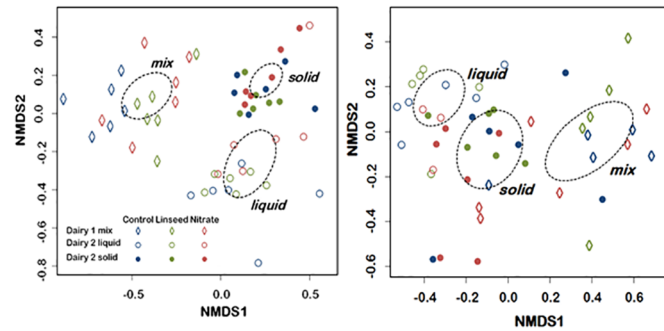 0.4
0.2
0.0
-0.2
-0.4
-0.6
-0.8
NMDS2
mix
solid
liquid
Control Linseed Nitrate
Dairy 1 mix
Dairy 2 liquid
Dairy 2 solid
-0.5 0.0 0.5
NMDS1
0.4
0.2
0.0
-0.2
-0.4
-0.6
NMDS2
liquid
solid
mix
-0.4 -0.2 0.0 0.2 0.4 0.6
NMDS1